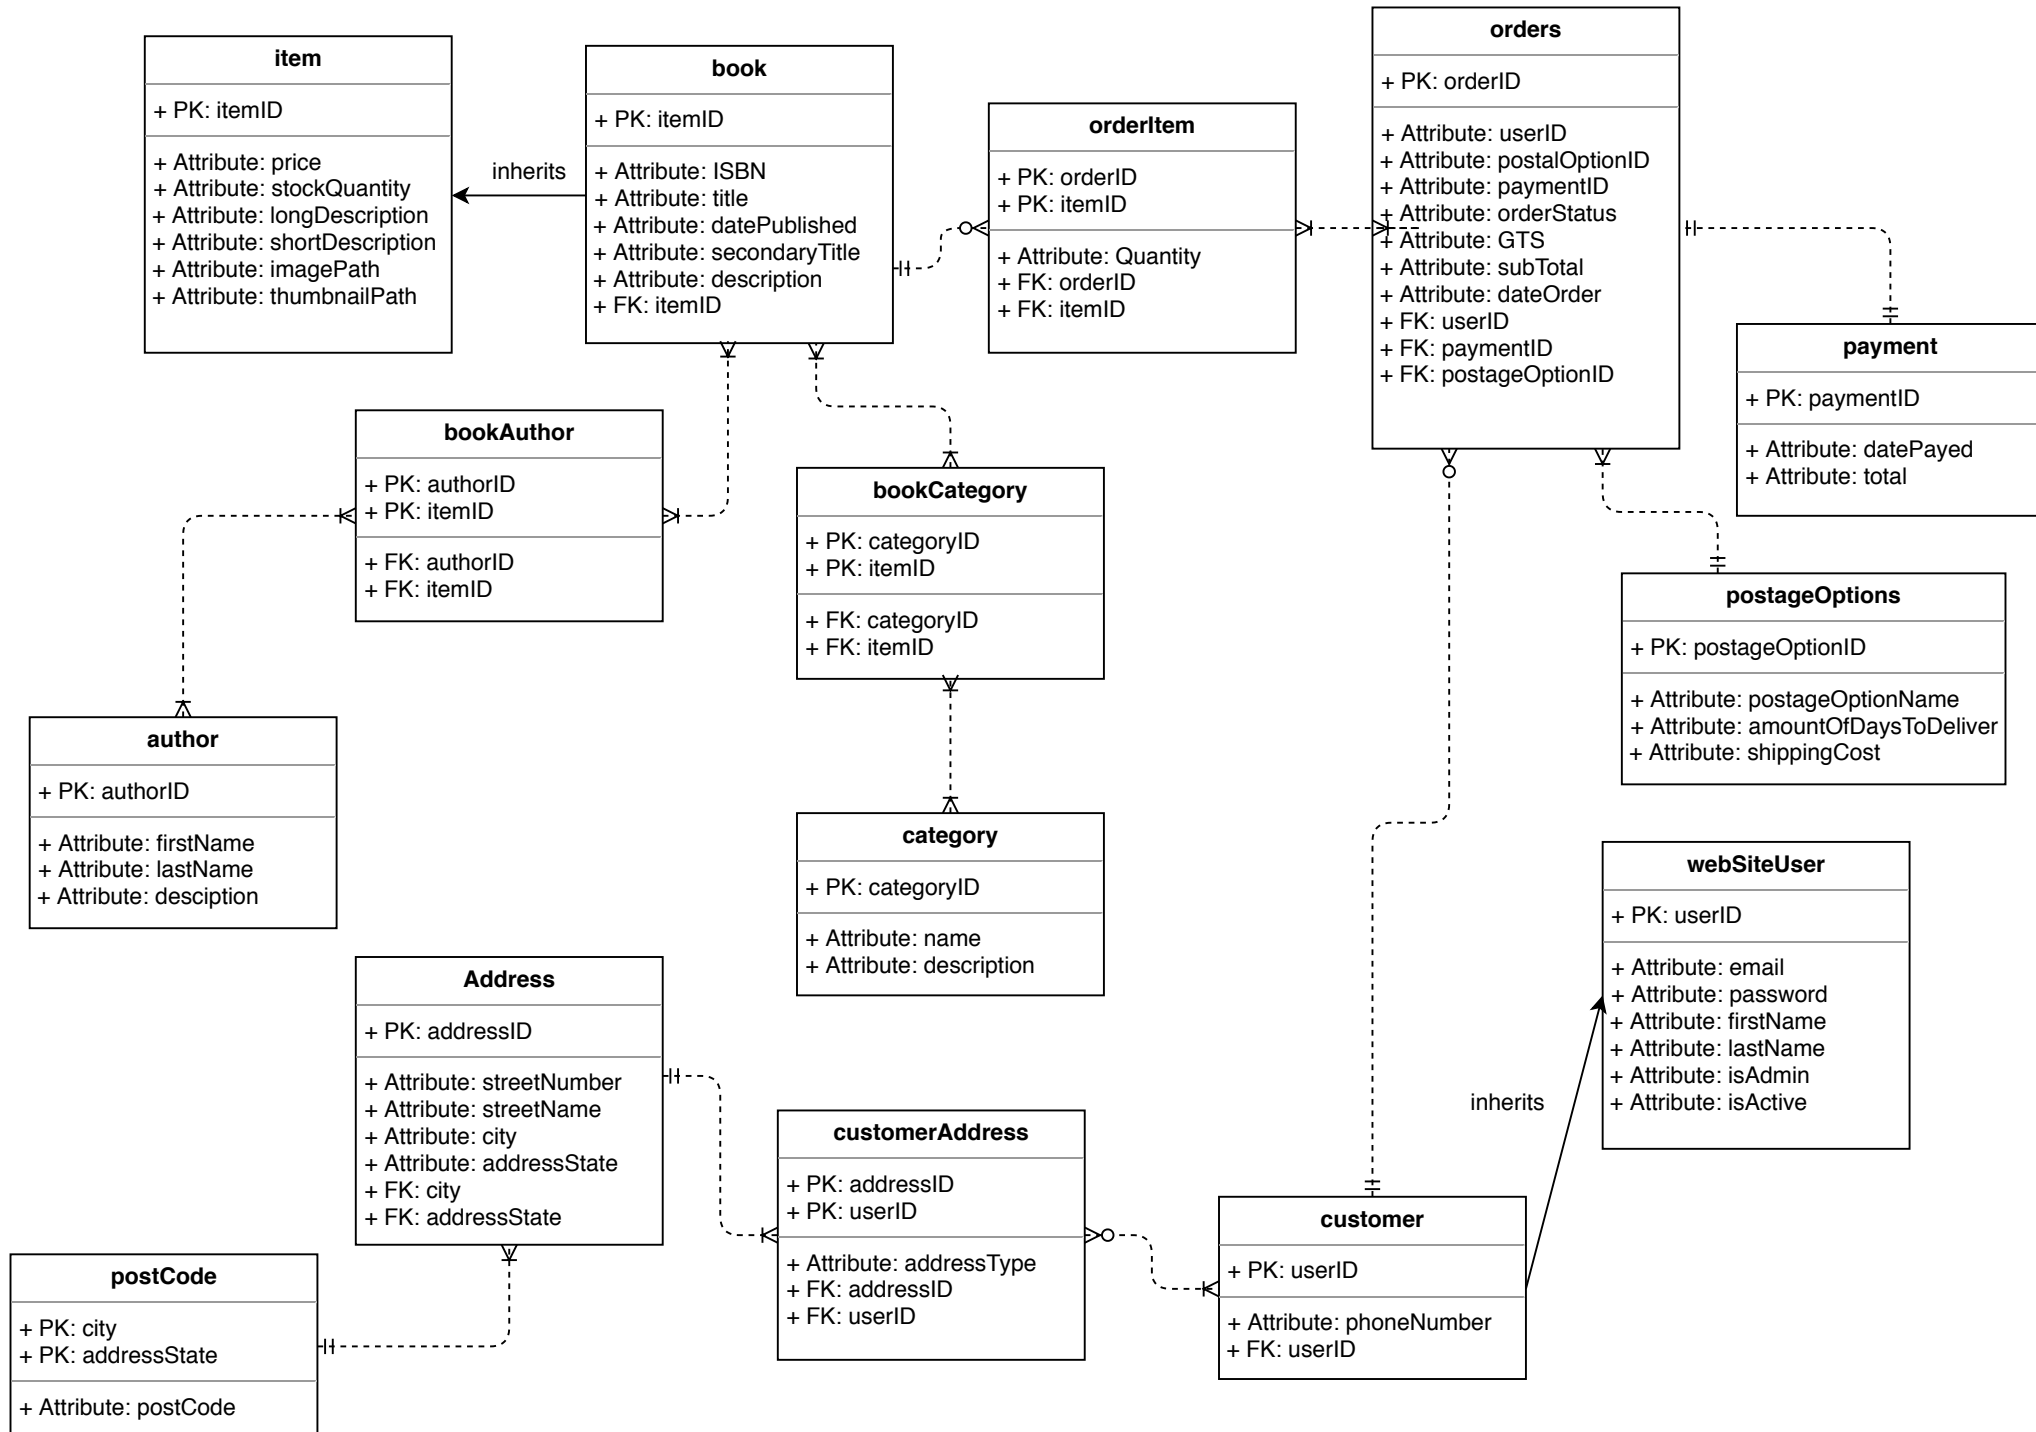 item
+ PK: itemID
+ Attribute: price
+ Attribute: stockQuantity
+ Attribute: longDescription
+ Attribute: shortDescription
+ Attribute: imagePath
+ Attribute: thumbnailPath
inherits
book
+ PK: itemID
+ Attribute: ISBN
+ Attribute: title
+ Attribute: datePublished
+ Attribute: secondaryTitle
+ Attribute: description
+ FK: itemID
orderItem
+ PK: orderID
+ PK: itemID
+ Attribute: Quantity
+ FK: orderID
+ FK: itemID
orders
+ PK: orderID
+ Attribute: userID
+ Attribute: postalOptionID
+ Attribute: paymentID
+ Attribute: orderStatus
+ Attribute: GTS
+ Attribute: subTotal
+ Attribute: dateOrder
+ FK: userID
+ FK: paymentID
+ FK: postageOptionID
payment
+ PK: paymentID
+ Attribute: datePayed
+ Attribute: total
bookAuthor
+ PK: authorID
+ PK: itemID
+ FK: authorID
+ FK: itemID
bookCategory
+ PK: categoryID
+ PK: itemID
+ FK: categoryID
+ FK: itemID
postageOptions
+ PK: postageOptionID
+ Attribute: postageOptionName
+ Attribute: amountOfDaysToDeliver
+ Attribute: shippingCost
author
+ PK: authorID
+ Attribute: firstName
+ Attribute: lastName
+ Attribute: desciption
category
+ PK: categoryID
+ Attribute: name
+ Attribute: description
webSiteUser
+ PK: userID
+ Attribute: email
+ Attribute: password
+ Attribute: firstName
+ Attribute: lastName
+ Attribute: isAdmin
+ Attribute: isActive
inherits
Address
+ PK: addressID
+ Attribute: streetNumber
+ Attribute: streetName
+ Attribute: city
+ Attribute: addressState
+ FK: city
+ FK: addressState
customerAddress
+ PK: addressID
+ PK: userID
+ Attribute: addressType
+ FK: addressID
+ FK: userID
customer
+ PK: userID
+ Attribute: phoneNumber
+ FK: userID
postCode
+ PK: city
+ PK: addressState
+ Attribute: postCode